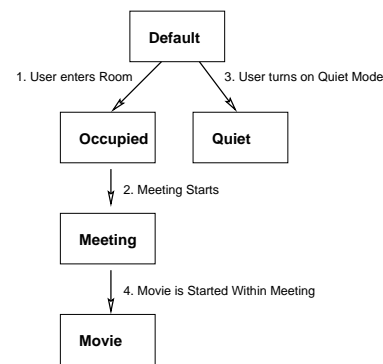 Default
1. User enters Room
3. User turns on Quiet Mode
Occupied
Quiet
2. Meeting Starts
Meeting
4. Movie is Started Within Meeting
Movie